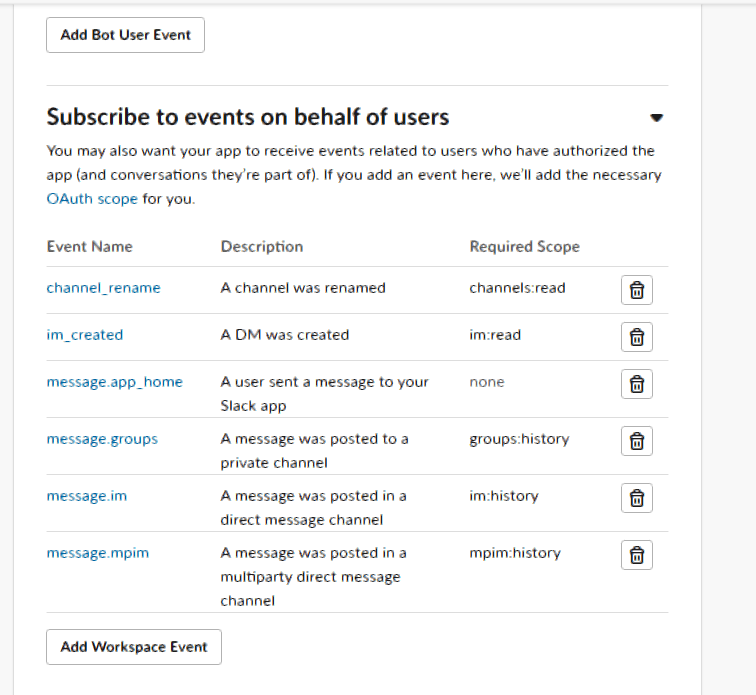 Add Bot User Event
Subscribe to events on behalf of users
You may also want your app to receive events related to users who have authorized the
app (and conversations they're part of). If you add an event here, we'll add the necessary
OAuth scope for you.
Event Name Description Required Scope
channel_rename A channel was renamed channels:read
im_created A DM was created im:read
message.app_home A user sent a message to your none
Slack app
message.groups A message was posted to a groups:history
private channel
message.im A message was posted in a im:history
direct message channel
message.mpim A message was posted in a mpim:history
multiparty direct message
channel
Add Workspace Event